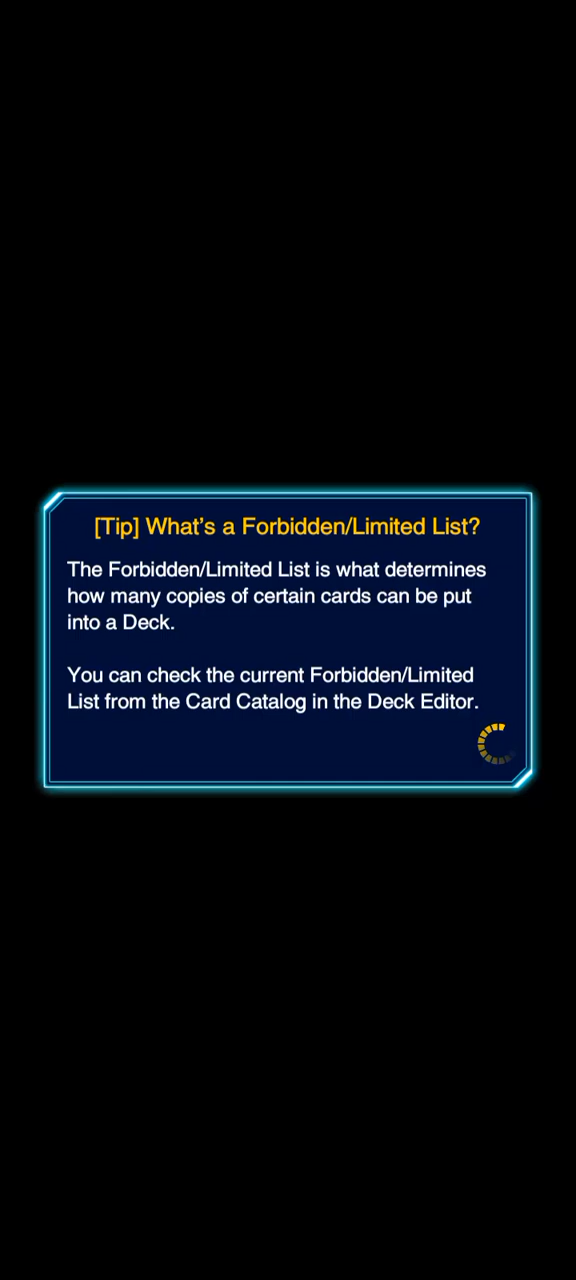 [Tip] What's a Forbidden/Limited List?
The Forbidden/Limited List is what determines
how many copies of certain cards can be put
into a Deck.
You can check the current Forbidden/Limited
List from the Card Catalog in the Deck Editor.